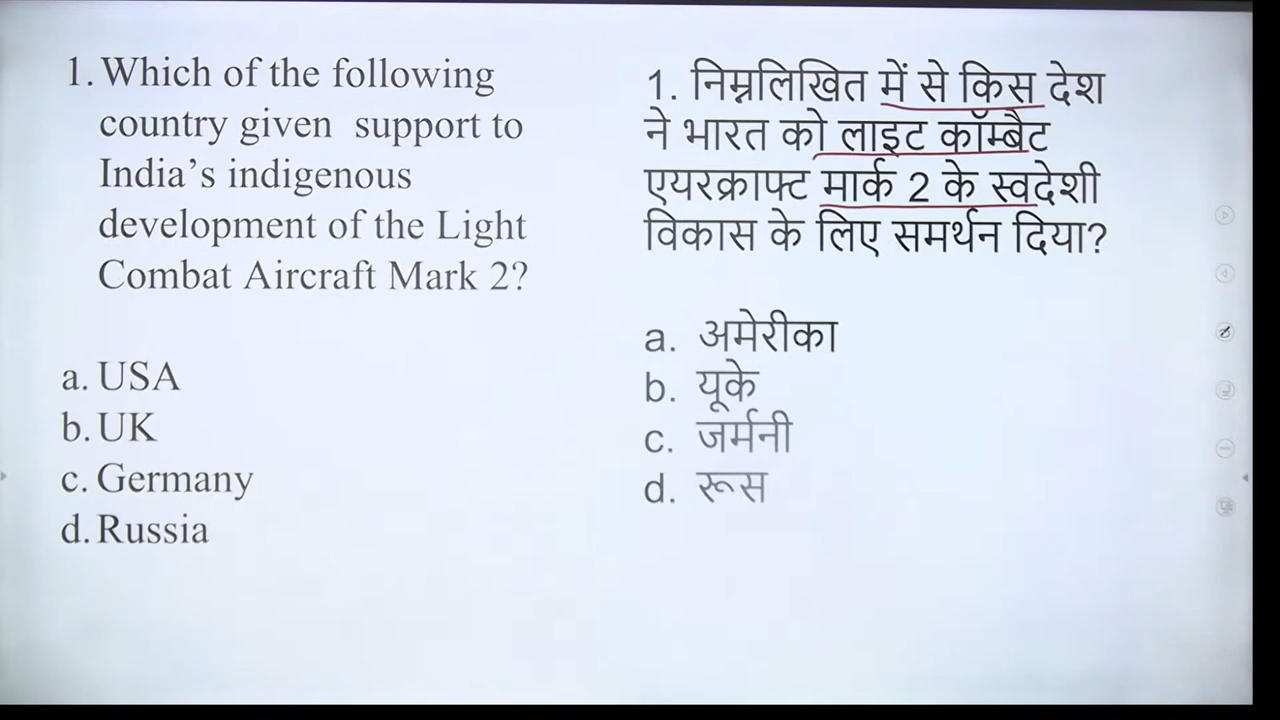 1. Which of the following
country given support to
India’s indigenous
development of the Light
Combat Aircraft Mark 2?
a. USA
b. UK
c. Germany
d. Russia
1. निम्नलिखित में से किस देश
ने भारत को लाइट कॉम्बैट
एयरक्राफ्ट मार्क 2 के स्वदेशी
विकास के लिए समर्थन दिया?
a. अमेरीका
b. यूके
c. जर्मनी
d. रूस